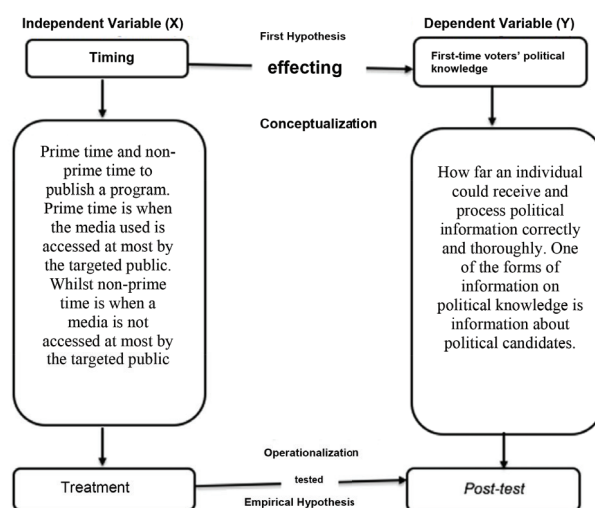 Independent Variable (X)
Dependent Variable (Y)
First Hypothesis
Timing
effecting
First-time voters' political
knowledge
Conceptualization
Prime time and non-
prime time to
publish a program.
Prime time is when
the media used is
accessed at most by
the targeted public.
Whilst non-prime
time is when a
media is not
accessed at most by
the targeted public
How far an individual
could receive and
process political
information correctly
and thoroughly. One
of the forms of
information on
political knowledge is
information about
political candidates.
Operationalization
Treatment
tested
Post-test
Empirical Hypothesis